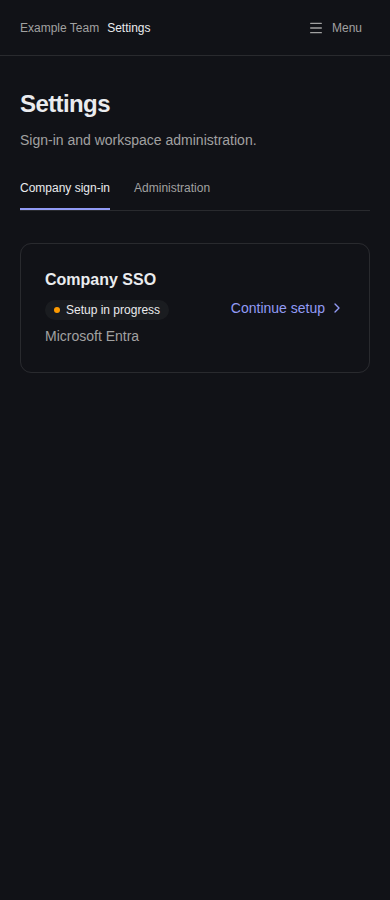 Example Team Settings
Menu
Settings
Sign-in and workspace administration.
Company sign-in
Administration
Company SSO
Setup in progress
Continue setup
Microsoft Entra